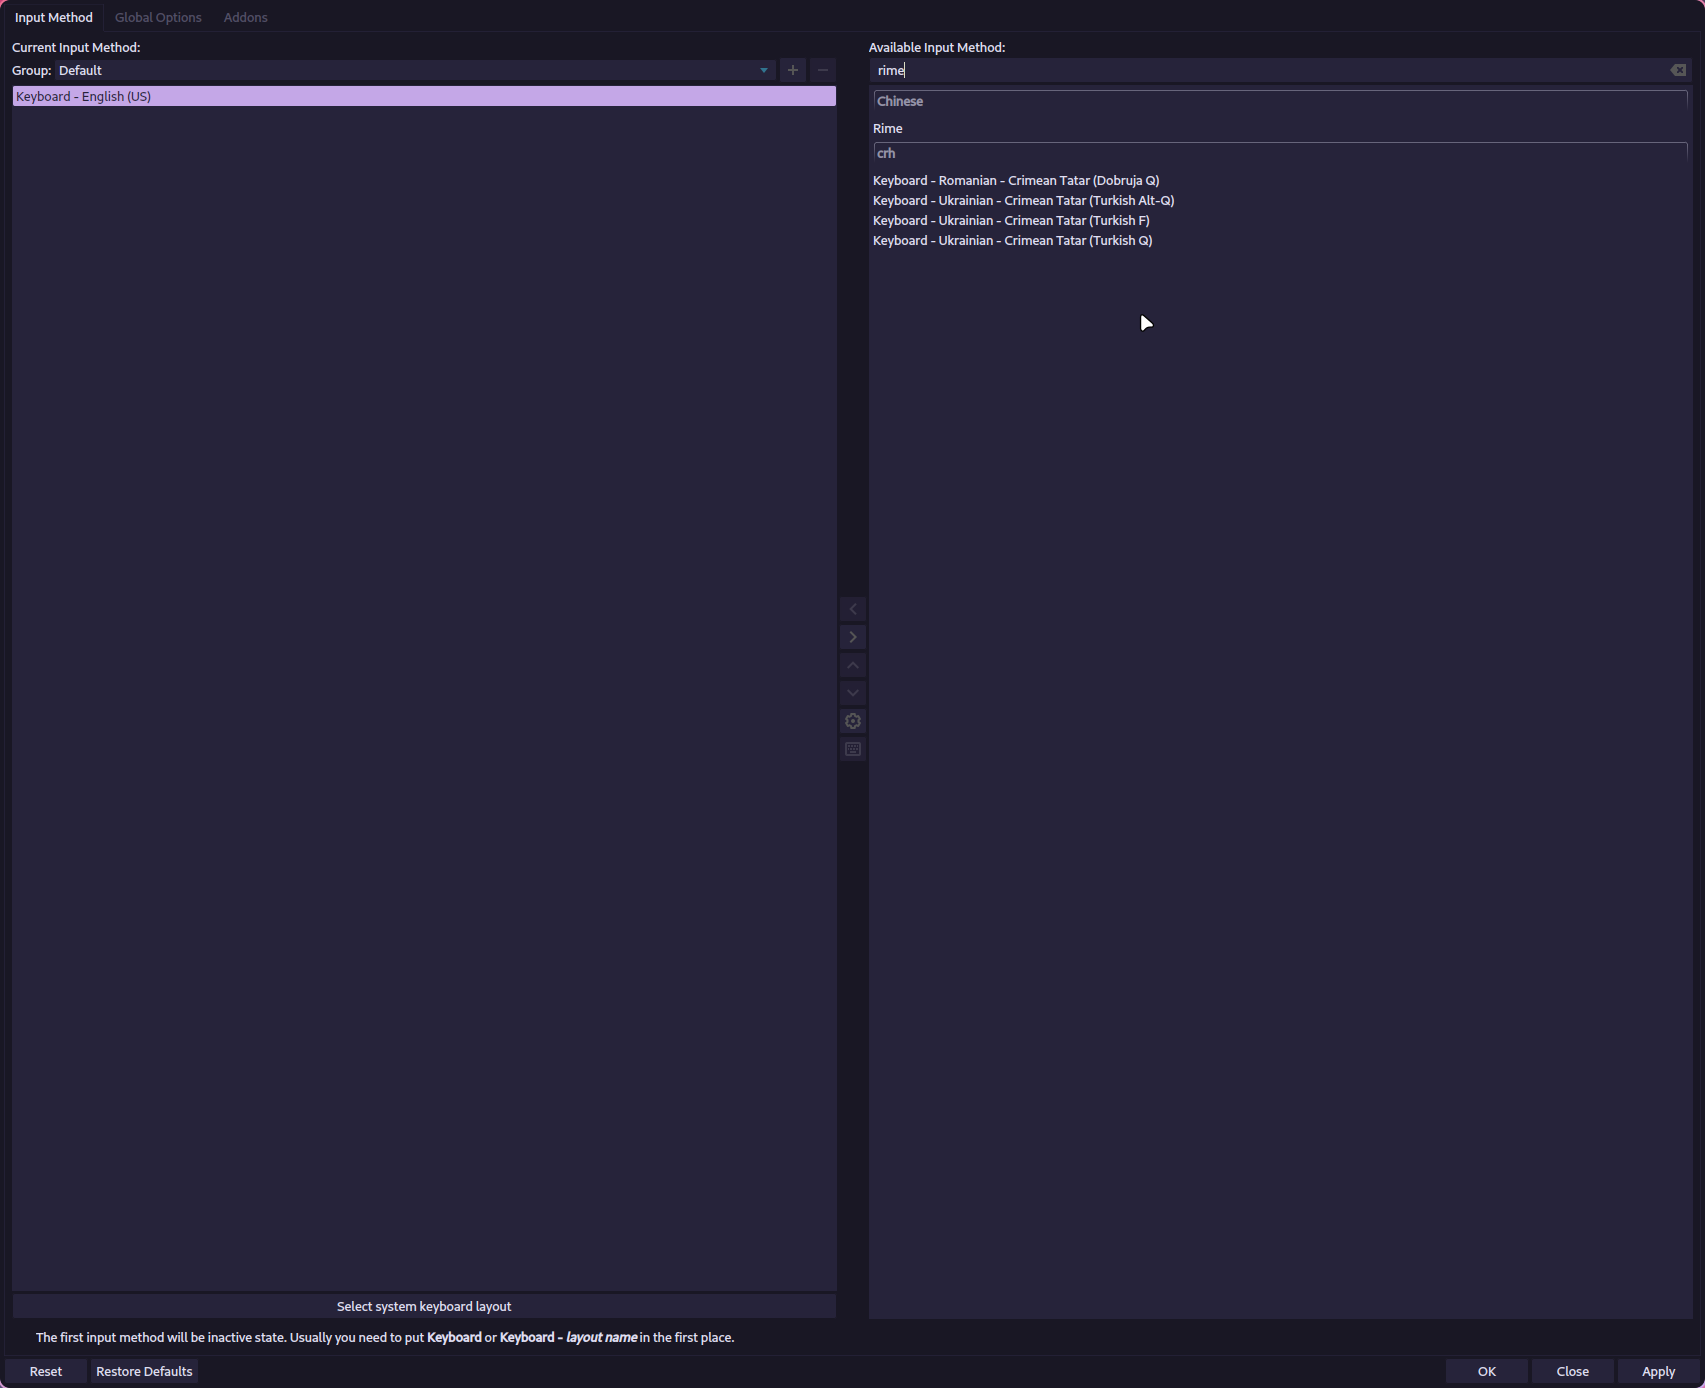 Input Method Global Options Addons
Current Input Method:
Group: Default
Keyboard - English (US)
Select system keyboard layout
The first input method will be inactive state. Usually you need to put Keyboard or Keyboard - layout name in the first place.
Available Input Method:
rime
Chinese
Rime
crh
Keyboard - Romanian - Crimean Tatar (Dobruja Q)
Keyboard - Ukrainian - Crimean Tatar (Turkish Alt-Q)
Keyboard - Ukrainian - Crimean Tatar (Turkish F)
Keyboard - Ukrainian - Crimean Tatar (Turkish Q)
Reset Restore Defaults OK Close Apply